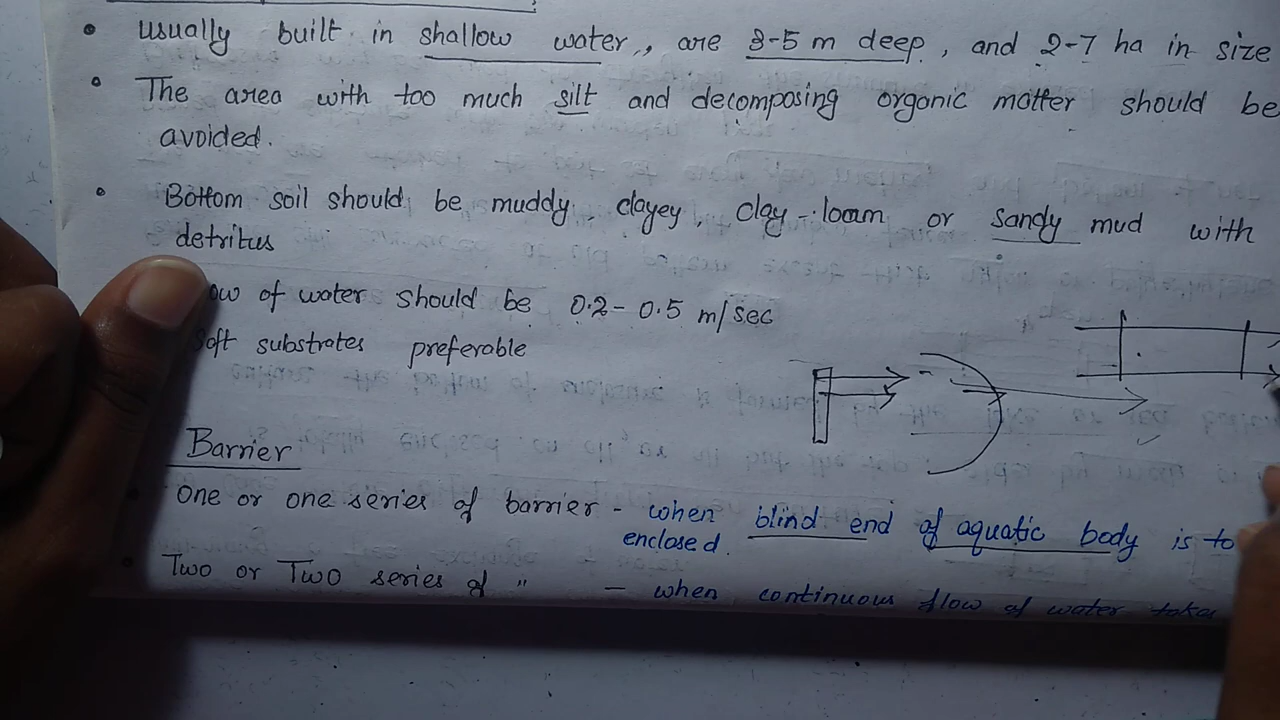 • usually built in shallow water, are 3-5 m deep, and 2-7 ha in size
• The area with too much silt and decomposing organic matter should be
avoided.
• Bottom soil should be muddy, clayey, clay-loam or sandy mud with
detritus
ow of water should be 0.2-0.5 m/sec
soft substrates preferable
Barrier
One or one series of barrier - when blind end of aquatic body is to
enclosed.
• Two or Two series of " - when continuous flow of water